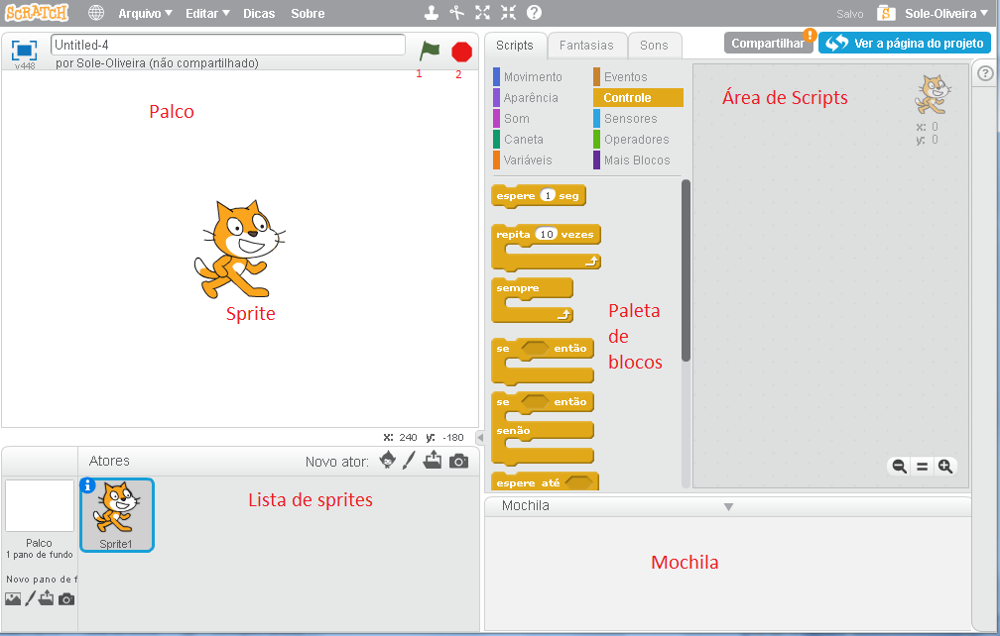 SCRATCH Arquivo Editar Dicas Sobre Salvo S Sole-Oliveira
v448
Untitled-4
por Sole-Oliveira (não compartilhado)
1 2
Palco
Sprite
x: 240 y: -180
Scripts Fantasias Sons
Compartilhar ! Ver a página do projeto
Movimento Eventos
Aparência Controle
Som Sensores
Caneta Operadores
Variáveis Mais Blocos
espere 1 seg
repita 10 vezes
sempre
se então
se então
senão
espere até
Paleta
de
blocos
Área de Scripts
x: 0
y: 0
?
Atores Novo ator:
Lista de sprites
Palco
1 pano de fundo
Novo pano de f
i
Sprite1
Mochila
Mochila